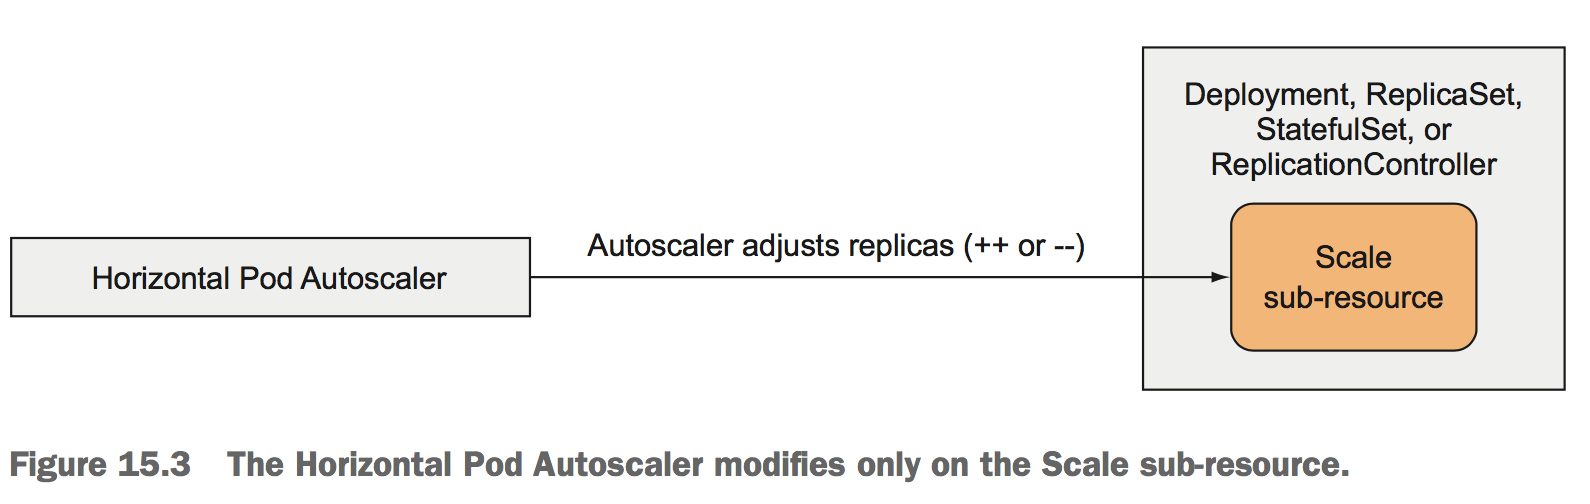 Deployment, ReplicaSet,
StatefulSet, or
ReplicationController
Autoscaler adjusts replicas (++ or --)
Horizontal Pod Autoscaler
Scale
sub-resource
Figure 15.3 The Horizontal Pod Autoscaler modifies only on the Scale sub-resource.